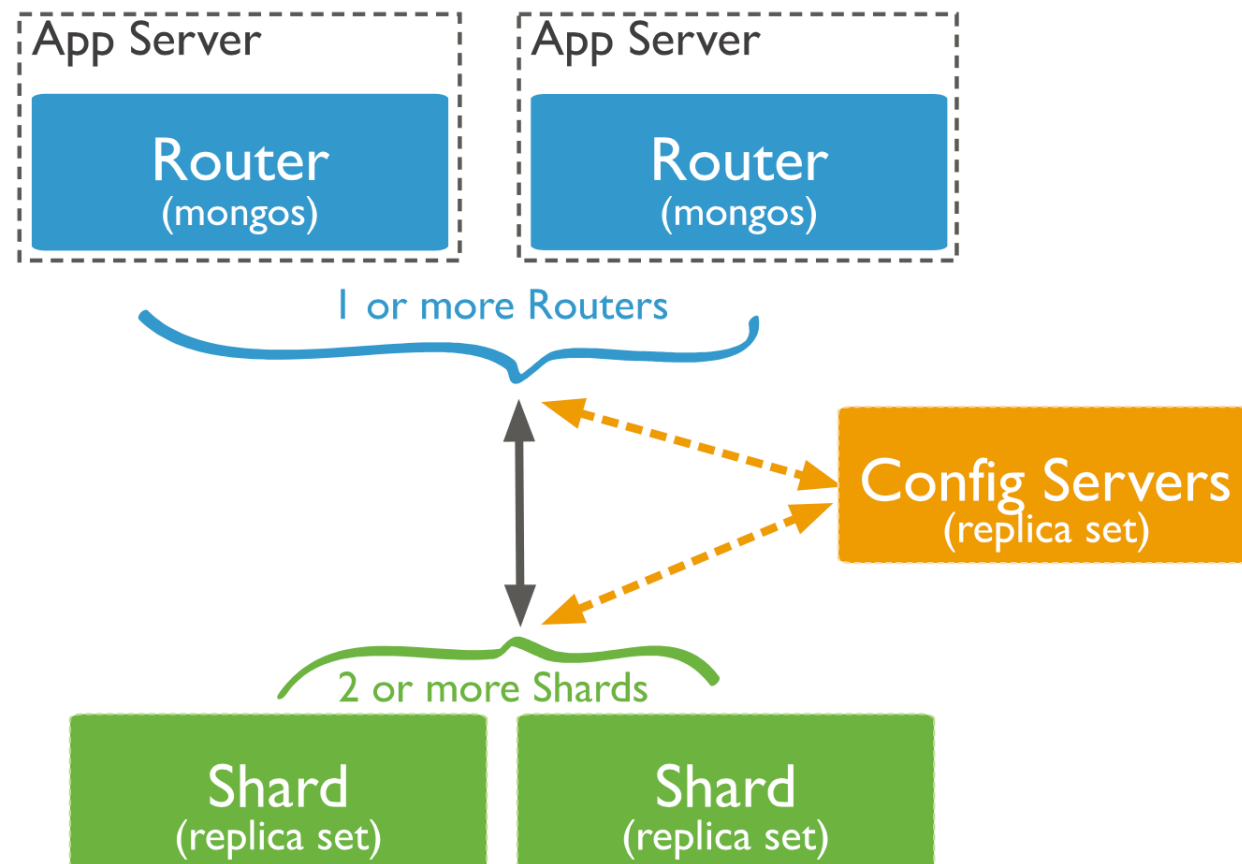 App Server
App Server
Router
(mongos)
Router
(mongos)
1 or more Routers
Config Servers
(replica set)
2 or more Shards
Shard
(replica set)
Shard
(replica set)